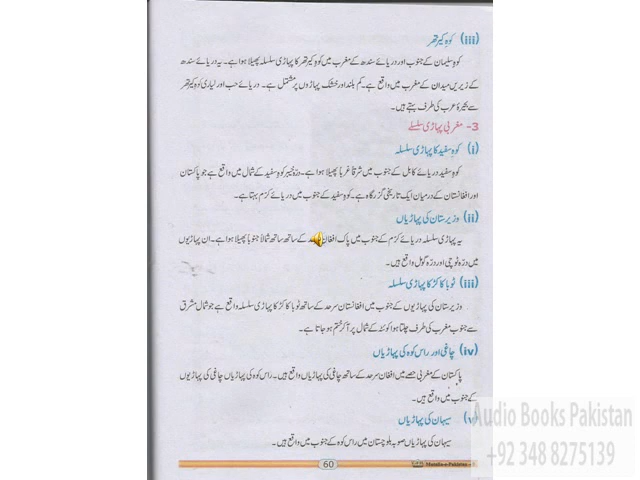 (iii) کوہِ کیرتھر
کوہِ سلیمان کے جنوب اور دریائے سندھ کے مغرب میں کوہِ کیرتھر کا پہاڑی سلسلہ پھیلا ہوا ہے۔ یہ دریائے سندھ
کے زیریں میدان کے مغرب میں واقع ہے۔ کم بلند اور خشک پہاڑوں پر مشتمل ہے۔ دریائے حب اور لیاری کوہِ کیرتھر
سے بحیرۂ عرب کی طرف بہتے ہیں۔
3- مغربی پہاڑی سلسلے
(i) کوہِ سفید کا پہاڑی سلسلہ
کوہِ سفید دریائے کابل کے جنوب میں شرقاً غرباً پھیلا ہوا ہے۔ درّہ خیبر کوہِ سفید کے شمال میں واقع ہے جو پاکستان
اور افغانستان کے درمیان ایک تاریخی گزرگاہ ہے۔ کوہِ سفید کے جنوب میں دریائے کرم بہتا ہے۔
(ii) وزیرستان کی پہاڑیاں
یہ پہاڑی سلسلہ دریائے کرم کے جنوب میں پاک افغان کے ساتھ ساتھ شمالاً جنوباً پھیلا ہوا ہے۔ ان پہاڑیوں
میں درّہ ٹوچی اور درّہ گومل واقع ہیں۔
(iii) ٹوبا کاکڑ کا پہاڑی سلسلہ
وزیرستان کی پہاڑیوں کے جنوب میں افغانستان سرحد کے ساتھ ٹوبا کاکڑ کا پہاڑی سلسلہ واقع ہے جو شمال مشرق
سے جنوب مغرب کی طرف چلتا ہوا کوئٹہ کے شمال پر آ کر ختم ہو جاتا ہے۔
(iv) چاغی اور راس کوہ کی پہاڑیاں
پاکستان کے مغربی حصے میں افغان سرحد کے ساتھ چاغی کی پہاڑیاں واقع ہیں۔ راس کوہ کی پہاڑیاں چاغی کی پہاڑیوں
کے جنوب میں واقع ہیں۔
(v) سیہان کی پہاڑیاں
سیہان کی پہاڑیاں صوبہ بلوچستان میں راس کوہ کے جنوب میں واقع ہیں۔
Audio Books Pakistan
+92 348 8275139
60
Mutalia-e-Pakistan